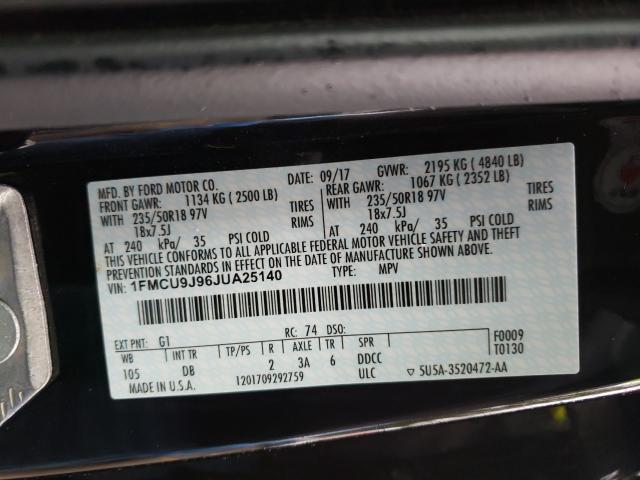 MFD. BY FORD MOTOR CO. DATE: 09/17 GVWR: 2195 KG ( 4840 LB)
FRONT GAWR: 1134 KG ( 2500 LB) REAR GAWR: 1067 KG ( 2352 LB)
WITH 235/50R18 97V TIRES WITH 235/50R18 97V TIRES
18x7.5J RIMS 18x7.5J RIMS
AT 240 kPa/ 35 PSI COLD AT 240 kPa/ 35 PSI COLD
THIS VEHICLE CONFORMS TO ALL APPLICABLE FEDERAL MOTOR VEHICLE SAFETY AND THEFT
PREVENTION STANDARDS IN EFFECT ON THE DATE OF MANUFACTURE SHOWN ABOVE.
VIN: 1FMCU9J96JUA25140 TYPE: MPV
EXT PNT: G1 RC: 74 DSO: F0009
WB INT TR TP/PS R AXLE TR SPR T0130
105 DB 2 3A 6 DDCC
MADE IN U.S.A. 1201709292759 ULC ▽ 5U5A-3520472-AA